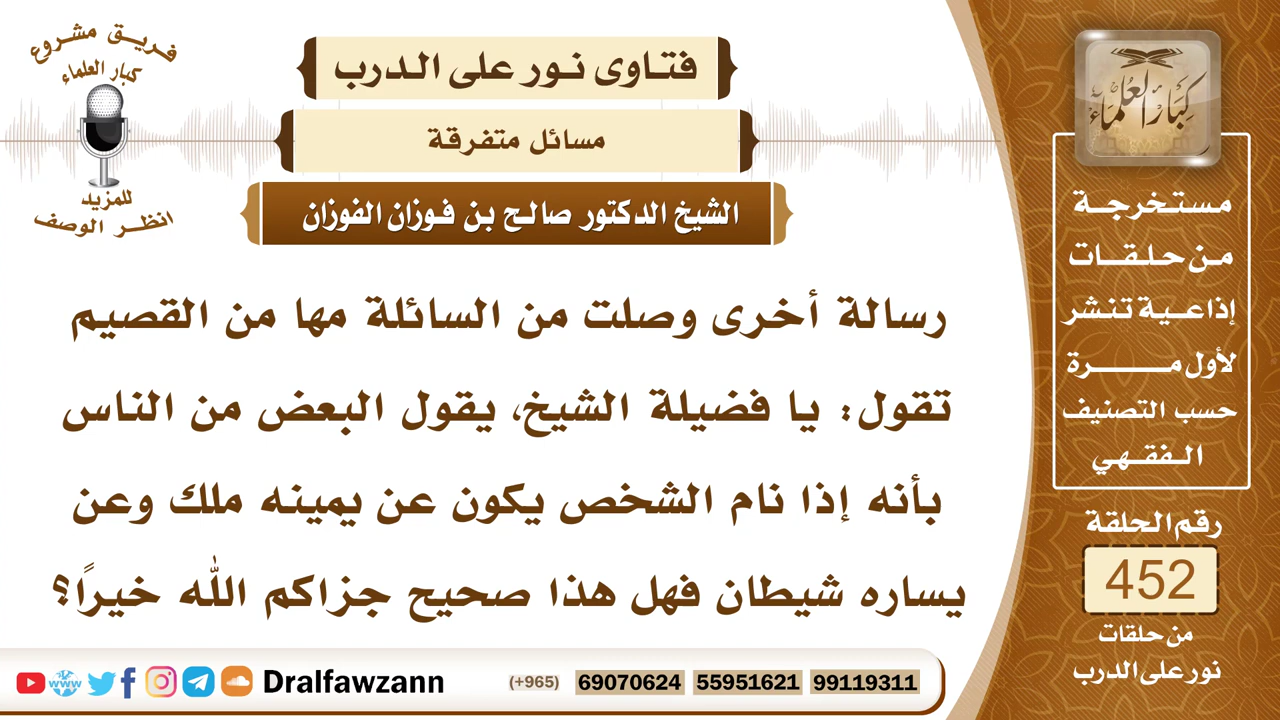 فريق مشروع
كبار العلماء
للمزيد
انظر الوصف
فتاوى نور على الدرب
مسائل متفرقة
الشيخ الدكتور صالح بن فوزان الفوزان
رسالة أخرى وصلت من السائلة مها من القصيم
تقول: يا فضيلة الشيخ، يقول البعض من الناس
بأنه إذا نام الشخص يكون عن يمينه ملك وعن
يساره شيطان فهل هذا صحيح جزاكم الله خيرًا؟
كبار العلماء
مستخرجة
من حلقات
إذاعية تنشر
لأول مرة
حسب التصنيف
الفقهي
رقم الحلقة
452
من حلقات
نور على الدرب
www Dralfawzann (+965) 69070624 55951621 99119311